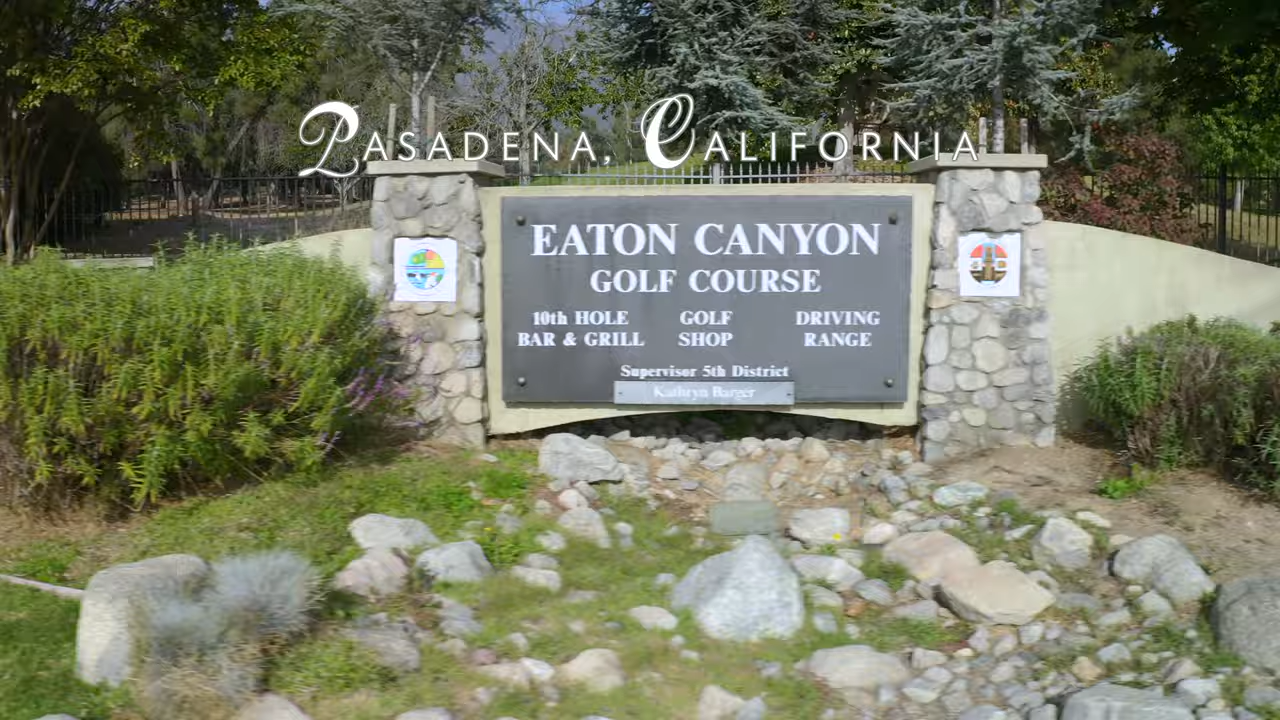 Pasadena, California
EATON CANYON
GOLF COURSE
10th HOLE
BAR & GRILL
GOLF
SHOP
DRIVING
RANGE
Supervisor 5th District
Kathryn Barger